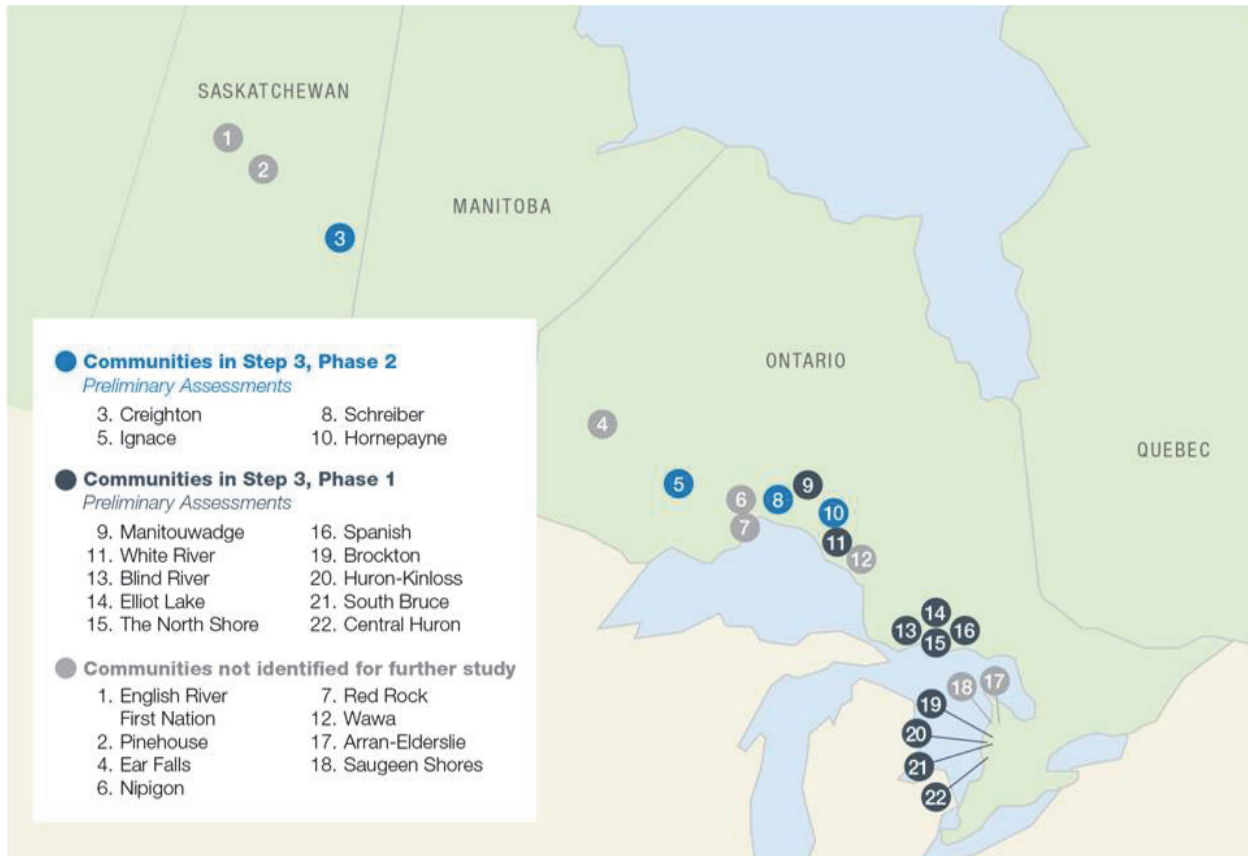 SASKATCHEWAN
1
2
MANITOBA
3
ONTARIO
QUEBEC
4
5
6
7
8
9
10
11
12
13
14
15
16
17
18
19
20
21
22
Communities in Step 3, Phase 2
Preliminary Assessments
3. Creighton
5. Ignace
8. Schreiber
10. Hornepayne
Communities in Step 3, Phase 1
Preliminary Assessments
9. Manitouwadge
11. White River
13. Blind River
14. Elliot Lake
15. The North Shore
16. Spanish
19. Brockton
20. Huron-Kinloss
21. South Bruce
22. Central Huron
Communities not identified for further study
1. English River
First Nation
2. Pinehouse
4. Ear Falls
6. Nipigon
7. Red Rock
12. Wawa
17. Arran-Elderslie
18. Saugeen Shores